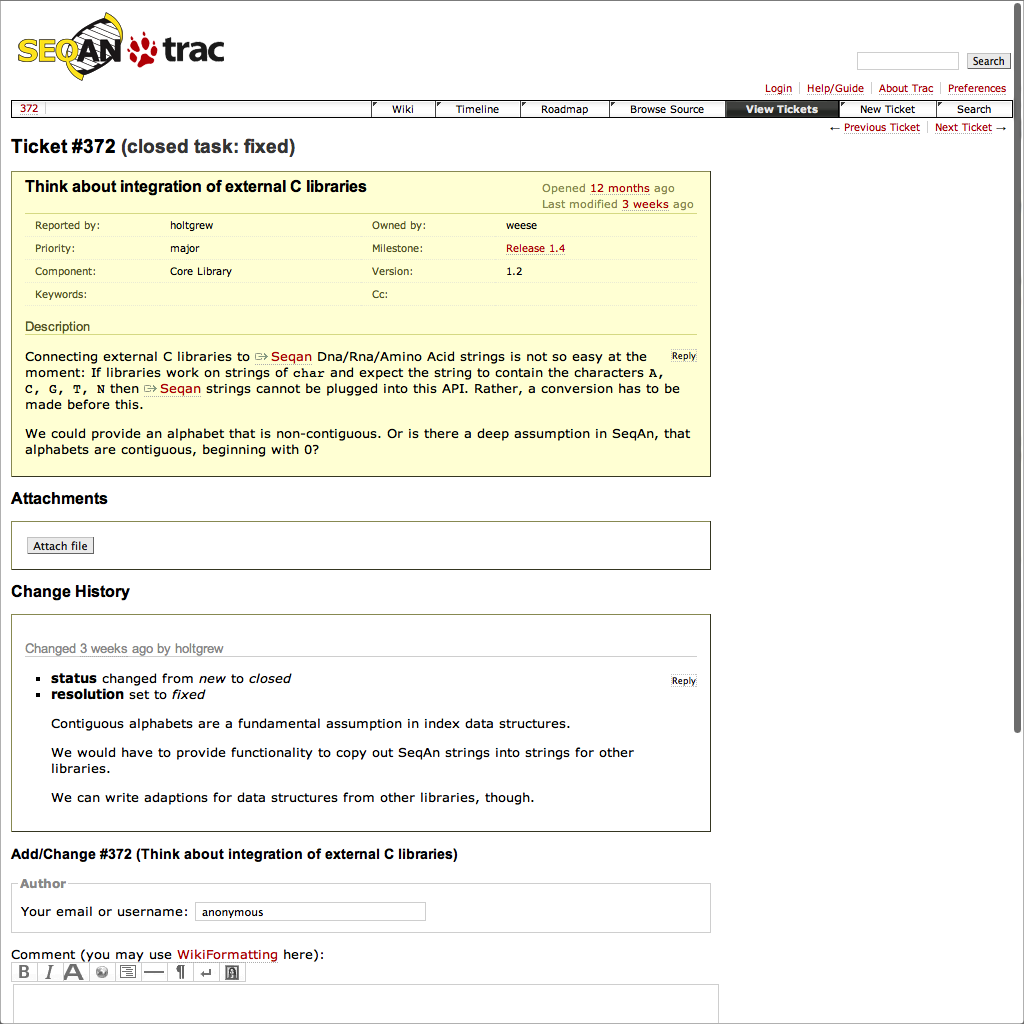 SEQAN trac
Search
Login Help/Guide About Trac Preferences
372 Wiki Timeline Roadmap Browse Source View Tickets New Ticket Search
← Previous Ticket Next Ticket →
Ticket #372 (closed task: fixed)
Think about integration of external C libraries
Opened 12 months ago
Last modified 3 weeks ago
Reported by: holtgrew Owned by: weese
Priority: major Milestone: Release 1.4
Component: Core Library Version: 1.2
Keywords: Cc:
Description
Reply
Connecting external C libraries to Seqan Dna/Rna/Amino Acid strings is not so easy at the
moment: If libraries work on strings of char and expect the string to contain the characters A,
C, G, T, N then Seqan strings cannot be plugged into this API. Rather, a conversion has to be
made before this.
We could provide an alphabet that is non-contiguous. Or is there a deep assumption in SeqAn, that
alphabets are contiguous, beginning with 0?
Attachments
Attach file
Change History
Changed 3 weeks ago by holtgrew
Reply
▪ status changed from new to closed
▪ resolution set to fixed
Contiguous alphabets are a fundamental assumption in index data structures.
We would have to provide functionality to copy out SeqAn strings into strings for other
libraries.
We can write adaptions for data structures from other libraries, though.
Add/Change #372 (Think about integration of external C libraries)
Author
Your email or username: anonymous
Comment (you may use WikiFormatting here):
B I A ¶